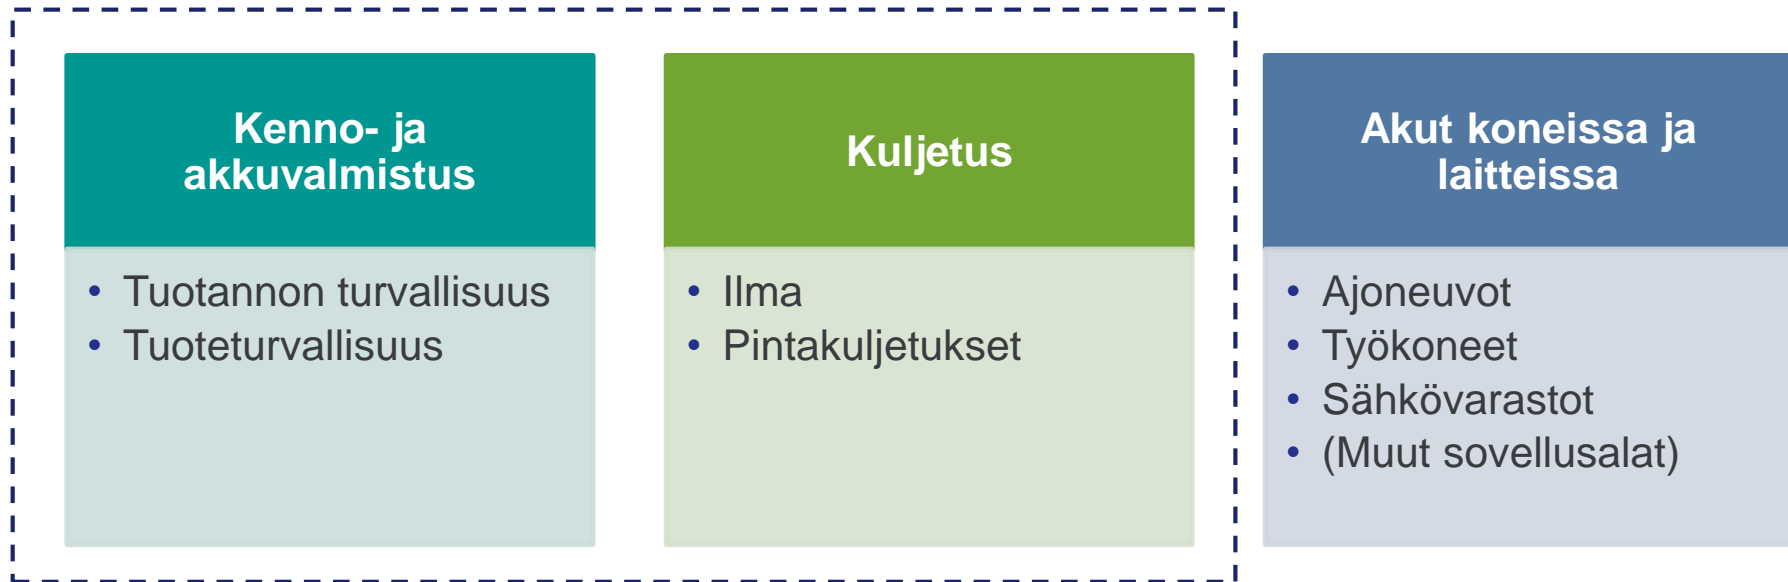 Kenno- ja
akkuvalmistus
• Tuotannon turvallisuus
• Tuoteturvallisuus
Kuljetus
• Ilma
• Pintakuljetukset
Akut koneissa ja
laitteissa
• Ajoneuvot
• Työkoneet
• Sähkövarastot
• (Muut sovellusalat)